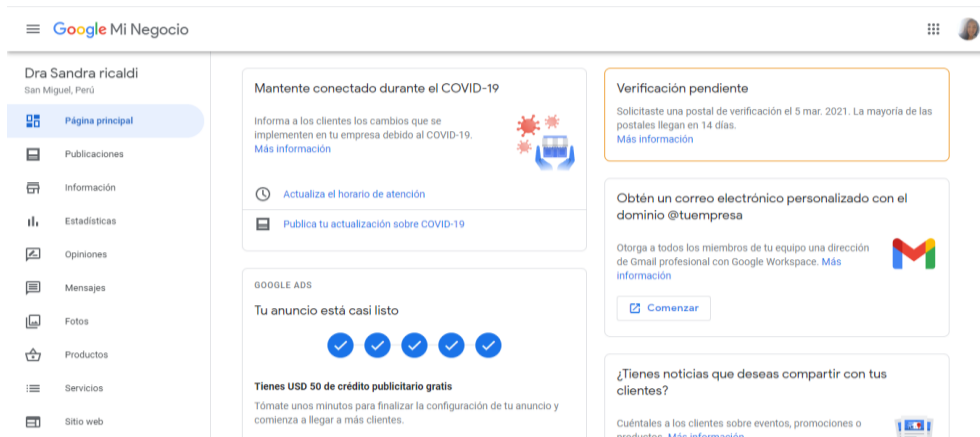 Google Mi Negocio
Dra Sandra ricaldi
San Miguel, Perú
Página principal
Publicaciones
Información
Estadísticas
Opiniones
Mensajes
Fotos
Productos
Servicios
Sitio web
Mantente conectado durante el COVID-19
Informa a los clientes los cambios que se
implementen en tu empresa debido al COVID-19.
Más información
Actualiza el horario de atención
Publica tu actualización sobre COVID-19
GOOGLE ADS
Tu anuncio está casi listo
Tienes USD 50 de crédito publicitario gratis
Tómate unos minutos para finalizar la configuración de tu anuncio y
comienza a llegar a más clientes.
Verificación pendiente
Solicitaste una postal de verificación el 5 mar. 2021. La mayoría de las
postales llegan en 14 días.
Más información
Obtén un correo electrónico personalizado con el
dominio @tuempresa
Otorga a todos los miembros de tu equipo una dirección
de Gmail profesional con Google Workspace. Más
información
Comenzar
¿Tienes noticias que deseas compartir con tus
clientes?
Cuéntales a los clientes sobre eventos, promociones o
productos. Más información